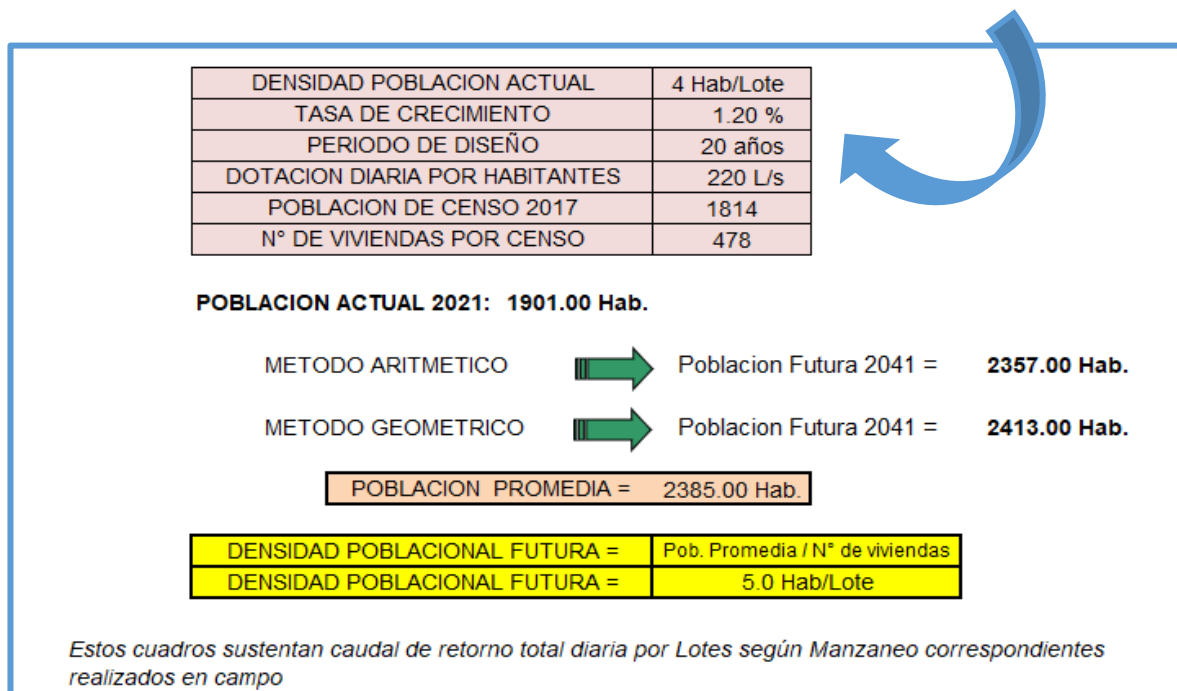 DENSIDAD POBLACION ACTUAL 4 Hab/Lote
TASA DE CRECIMIENTO 1.20 %
PERIODO DE DISEÑO 20 años
DOTACION DIARIA POR HABITANTES 220 L/s
POBLACION DE CENSO 2017 1814
N° DE VIVIENDAS POR CENSO 478
POBLACION ACTUAL 2021: 1901.00 Hab.
METODO ARITMETICO Poblacion Futura 2041 = 2357.00 Hab.
METODO GEOMETRICO Poblacion Futura 2041 = 2413.00 Hab.
POBLACION PROMEDIA = 2385.00 Hab.
DENSIDAD POBLACIONAL FUTURA = Pob. Promedia / N° de viviendas
DENSIDAD POBLACIONAL FUTURA = 5.0 Hab/Lote
Estos cuadros sustentan caudal de retorno total diaria por Lotes según Manzaneo correspondientes
realizados en campo